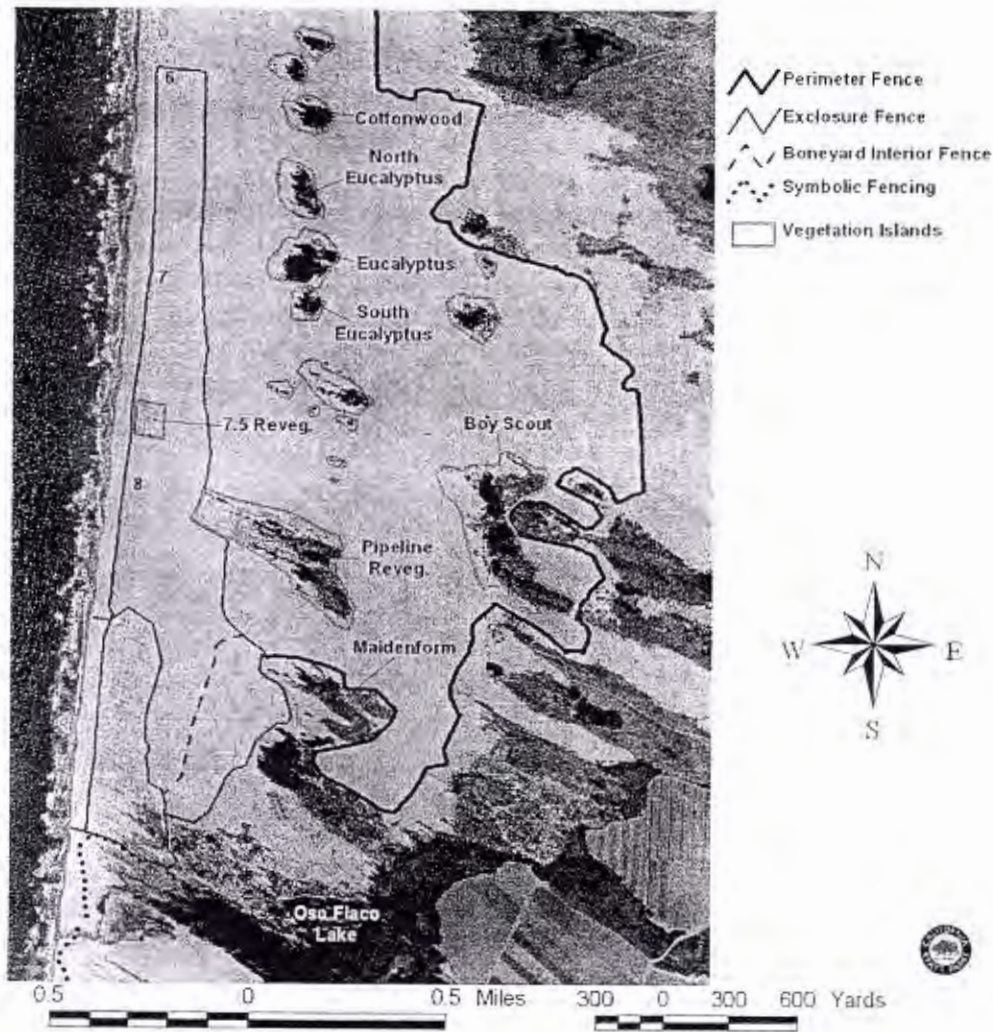 6
Cottonwood
North
Eucalyptus
Eucalyptus
7
South
Eucalyptus
7.5 Reveg.
Boy Scout
8
Pipeline
Reveg.
Maidenform
Oso Flaco
Lake
Perimeter Fence
Exclosure Fence
Boneyard Interior Fence
Symbolic Fencing
Vegetation Islands
N
W E
S
0.5 0 0.5 Miles 300 0 300 600 Yards